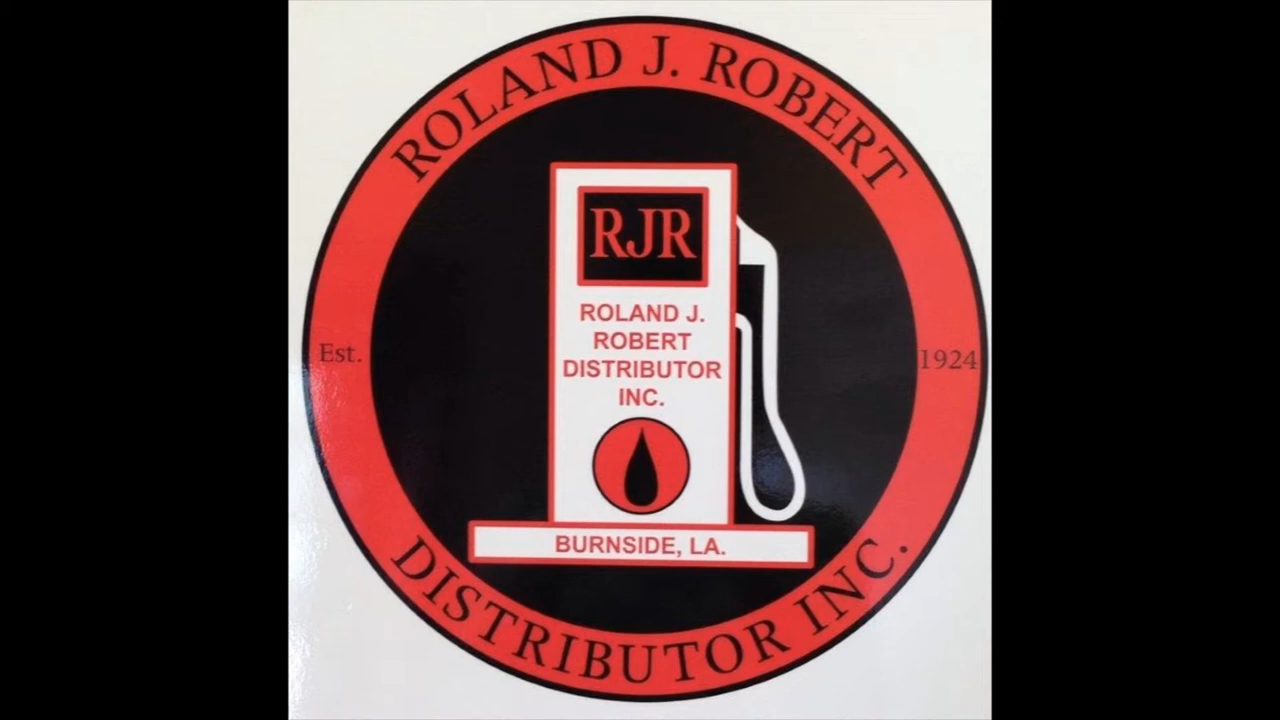 ROLAND J. ROBERT
RJR
ROLAND J.
ROBERT
DISTRIBUTOR
INC.
Est.
1924
BURNSIDE, LA.
DISTRIBUTOR INC.